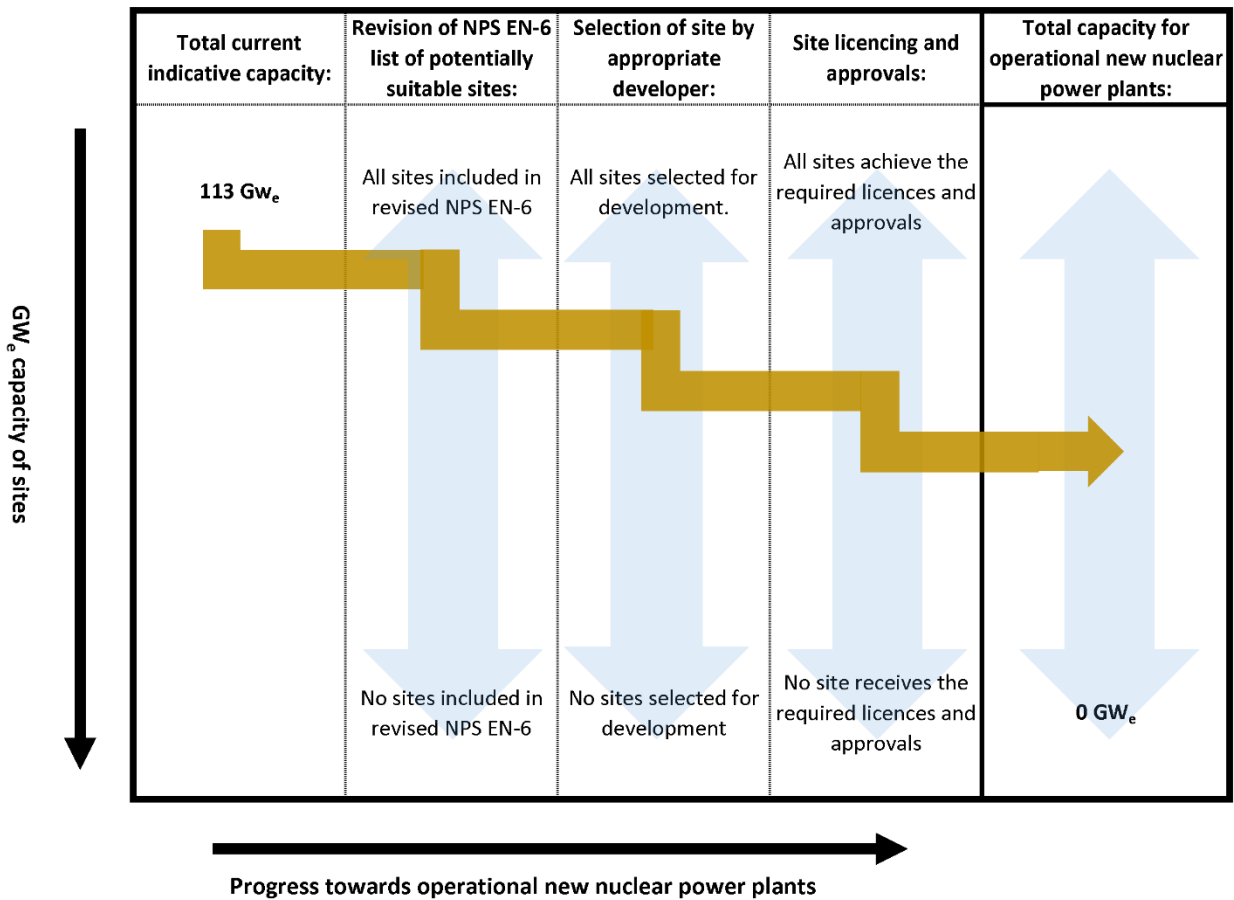 Total current
indicative capacity:
Revision of NPS EN-6
list of potentially
suitable sites:
Selection of site by
appropriate
developer:
Site licencing and
approvals:
Total capacity for
operational new nuclear
power plants:
113 Gwₑ
All sites included in
revised NPS EN-6
All sites selected for
development.
All sites achieve the
required licences and
approvals
GWₑ capacity of sites
No sites included in
revised NPS EN-6
No sites selected for
development
No site receives the
required licences and
approvals
0 GWₑ
Progress towards operational new nuclear power plants